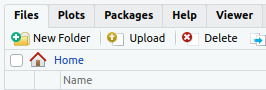 Files Plots Packages Help Viewer
New Folder Upload Delete
Home
Name